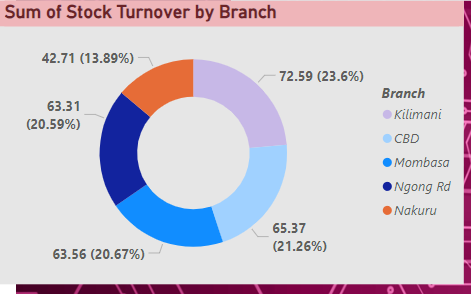 Sum of Stock Turnover by Branch
42.71 (13.89%)
72.59 (23.6%)
63.31
(20.59%)
65.37
(21.26%)
63.56 (20.67%)
Branch
Kilimani
CBD
Mombasa
Ngong Rd
Nakuru